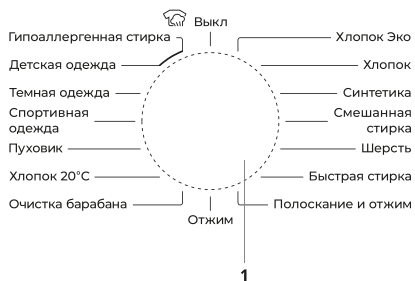 Выкл
Гипоаллергенная стирка
Детская одежда
Темная одежда
Спортивная
одежда
Пуховик
Хлопок 20°C
Очистка барабана
Отжим
Хлопок Эко
Хлопок
Синтетика
Смешанная
стирка
Шерсть
Быстрая стирка
Полоскание и отжим
1